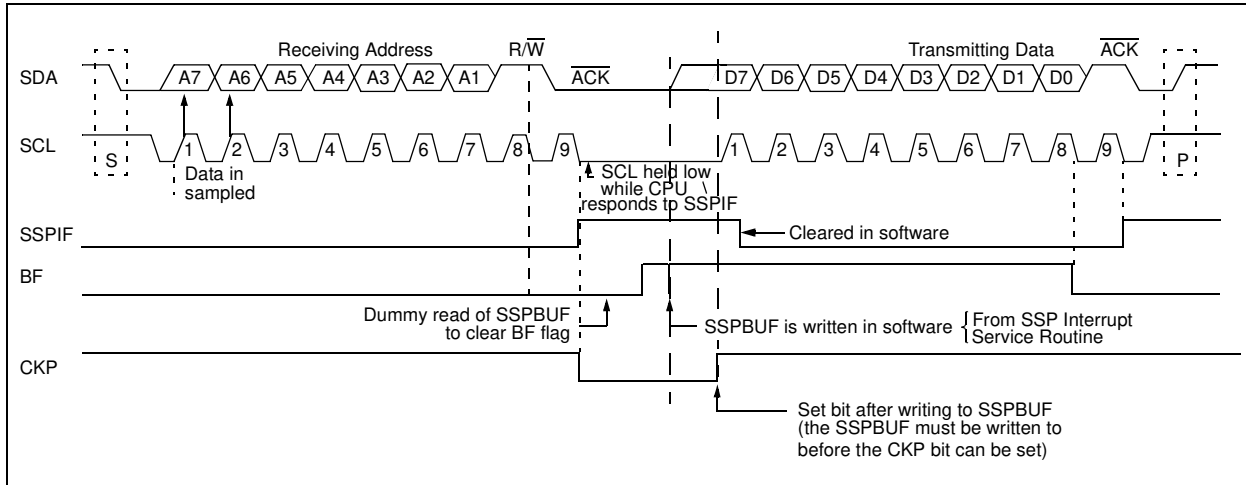 Receiving Address R/W Transmitting Data ACK
SDA A7 A6 A5 A4 A3 A2 A1 ACK D7 D6 D5 D4 D3 D2 D1 D0
SCL S 1 2 3 4 5 6 7 8 9 1 2 3 4 5 6 7 8 9 P
Data in
sampled
SCL held low
while CPU
responds to SSPIF
SSPIF
Cleared in software
BF
Dummy read of SSPBUF
to clear BF flag
SSPBUF is written in software { From SSP Interrupt
Service Routine
CKP
Set bit after writing to SSPBUF
(the SSPBUF must be written to
before the CKP bit can be set)